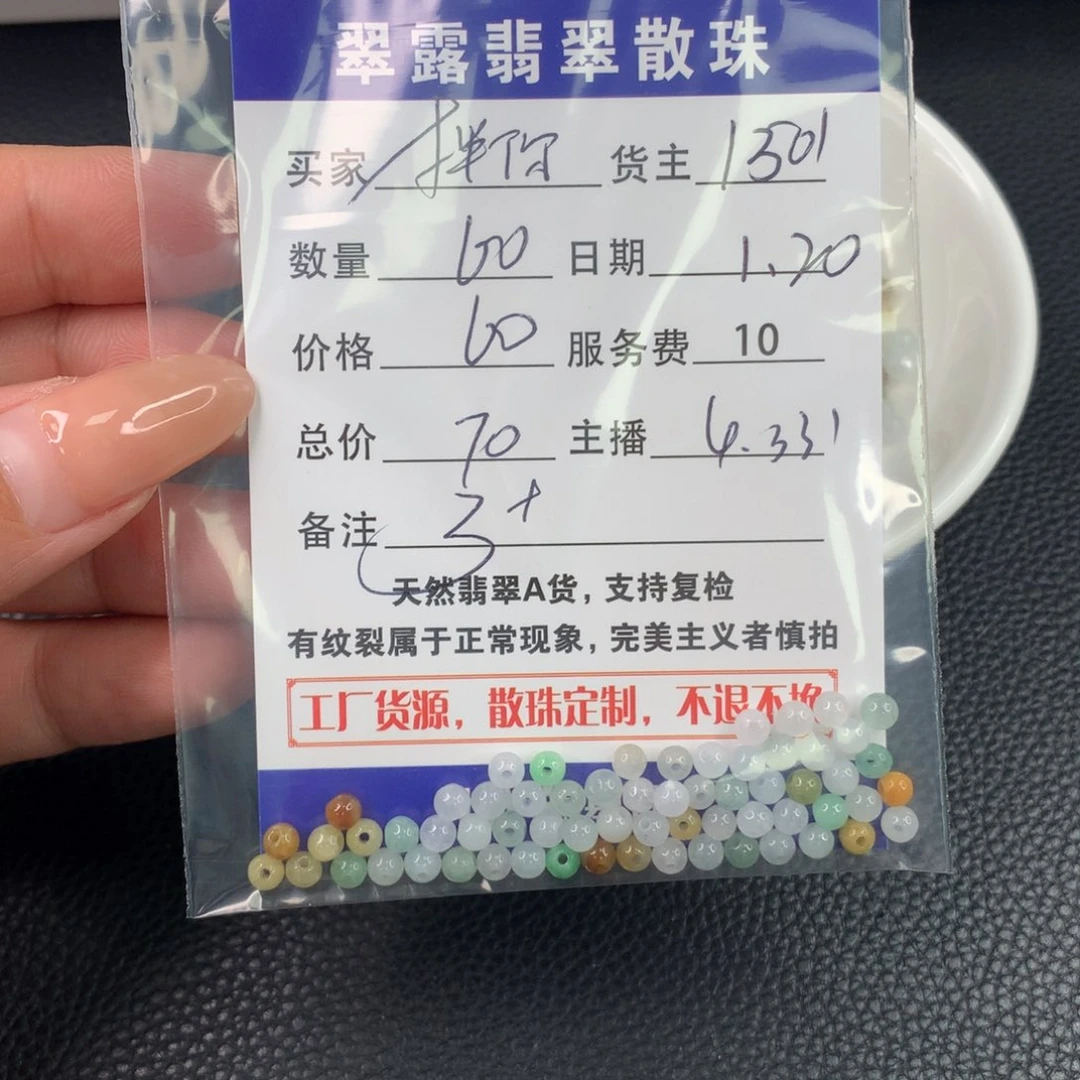 翠露翡翠散珠
买家 货主 1301
数量 60 日期 1.20
价格 60 服务费 10
总价 70 主播
备注 3+
天然翡翠A货，支持复检
有纹裂属于正常现象，完美主义者慎拍
工厂货源，散珠定制，不退不换